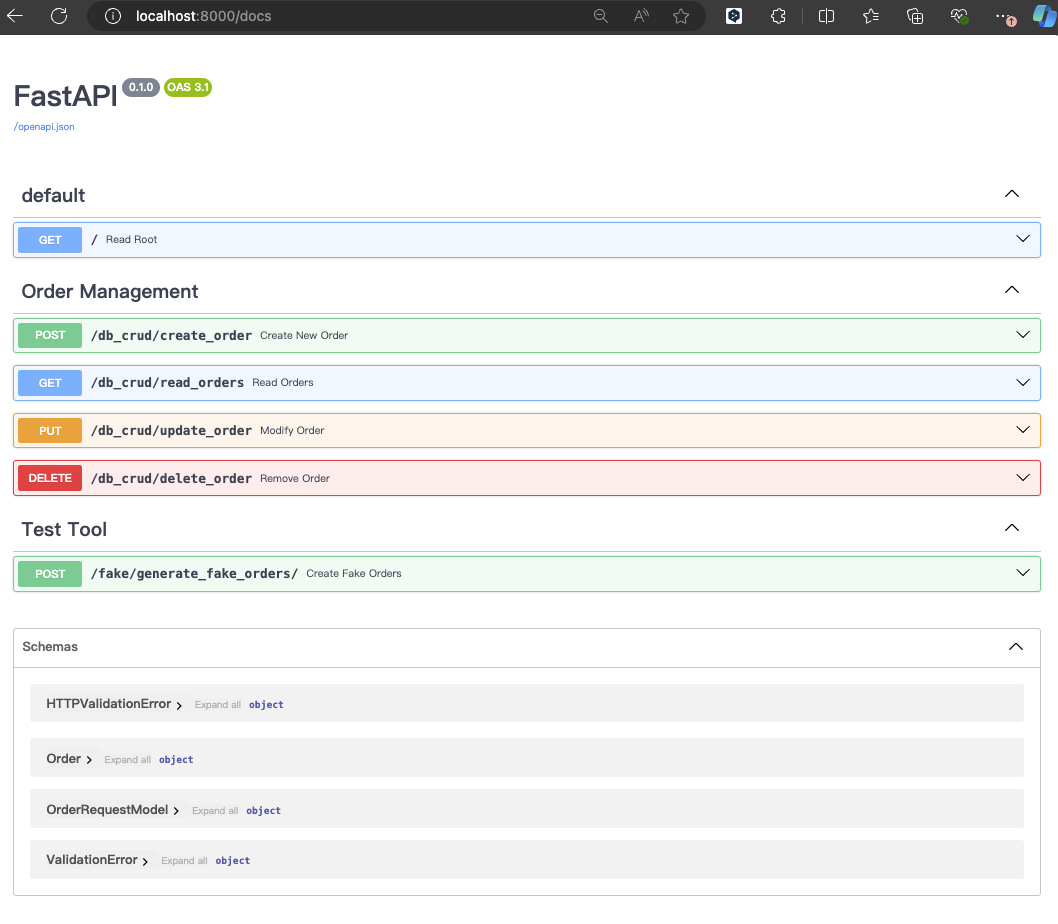 localhost:8000/docs
FastAPI 0.1.0 OAS 3.1
/openapi.json
default
GET / Read Root
Order Management
POST /db_crud/create_order Create New Order
GET /db_crud/read_orders Read Orders
PUT /db_crud/update_order Modify Order
DELETE /db_crud/delete_order Remove Order
Test Tool
POST /fake/generate_fake_orders/ Create Fake Orders
Schemas
HTTPValidationError Expand all object
Order Expand all object
OrderRequestModel Expand all object
ValidationError Expand all object